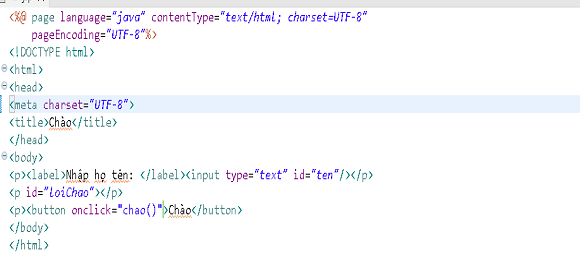 <%@ page language="java" contentType="text/html; charset=UTF-8"
pageEncoding="UTF-8"%>
<!DOCTYPE html>
<html>
<head>
<meta charset="UTF-8">
<title>Chào</title>
</head>
<body>
<p><label>Nhập họ tên: </label><input type="text" id="ten"/></p>
<p id="loiChao"></p>
<p><button onclick="chao()">Chào</button>
</body>
</html>